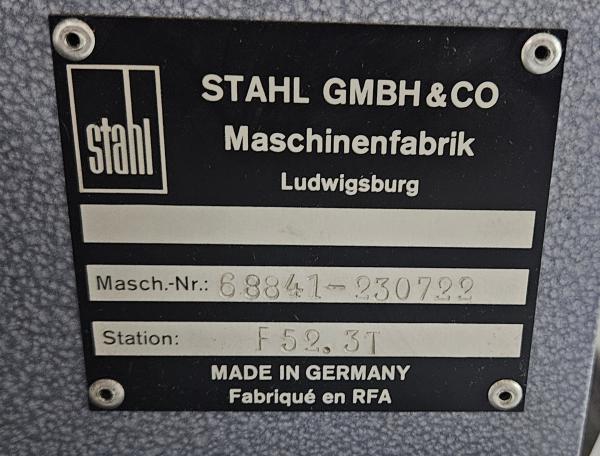 stahl
STAHL GMBH & CO
Maschinenfabrik
Ludwigsburg
Masch.-Nr.: 68841-230722
Station: F52.3T
MADE IN GERMANY
Fabriqué en RFA